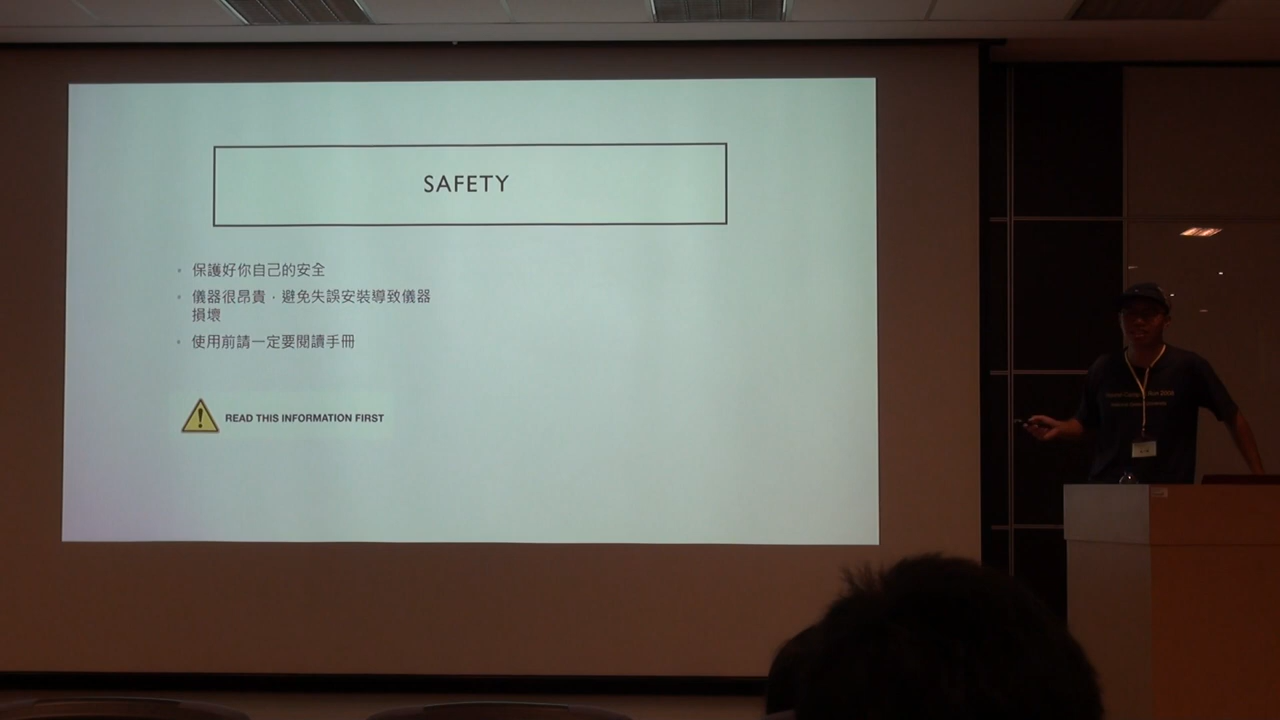 SAFETY
保護好你自己的安全
儀器很昂貴，避免失誤安裝導致儀器
損壞
使用前請一定要閱讀手冊
READ THIS INFORMATION FIRST